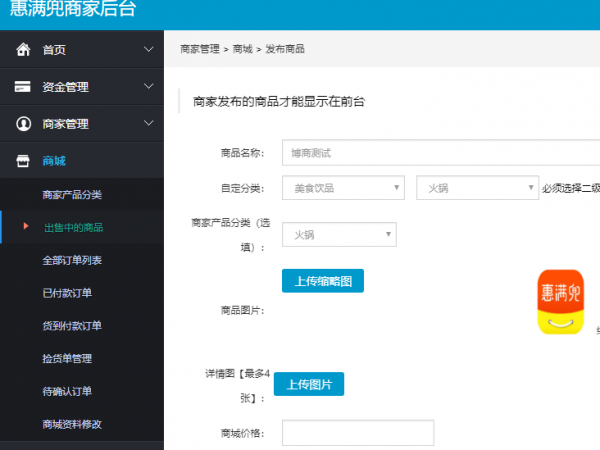 惠满兜商家后台
首页
资金管理
商家管理
商城
商家产品分类
出售中的商品
全部订单列表
已付款订单
货到付款订单
捡货单管理
待确认订单
商城资料修改
商家管理 > 商城 > 发布商品
商家发布的商品才能显示在前台
商品名称：
博商测试
自定分类：
美食饮品
火锅
必须选择二级
商家产品分类（选
填）：
火锅
上传缩略图
商品图片：
惠满兜
详情图【最多4
张】：
上传图片
商城价格：